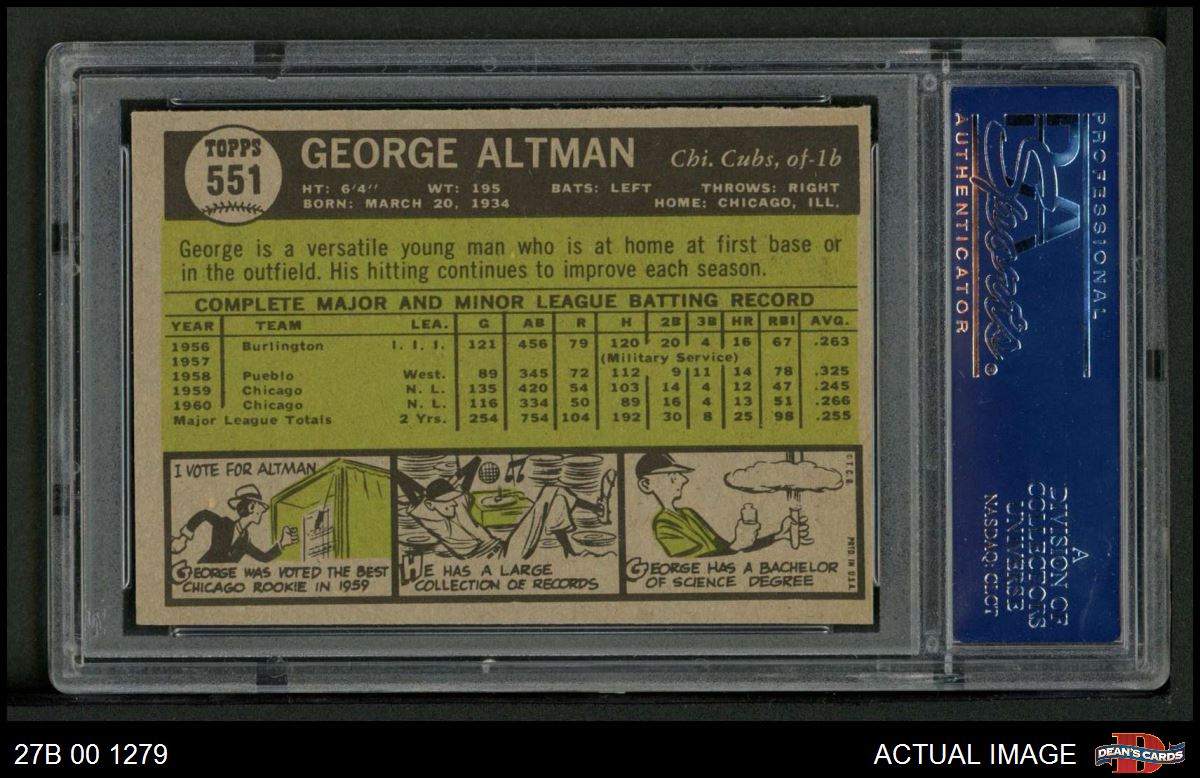 TOPPS
551
GEORGE ALTMAN Chi. Cubs, of-1b
HT: 6'4" WT: 195 BATS: LEFT THROWS: RIGHT
BORN: MARCH 20, 1934 HOME: CHICAGO, ILL.
George is a versatile young man who is at home at first base or
in the outfield. His hitting continues to improve each season.
COMPLETE MAJOR AND MINOR LEAGUE BATTING RECORD
YEAR TEAM LEA. G AB R H 2B 3B HR RBI AVG.
1956 Burlington I. I. I. 121 456 79 120 20 4 16 67 .263
1957 (Military Service)
1958 Pueblo West. 89 345 72 112 9 11 14 78 .325
1959 Chicago N. L. 135 420 54 103 14 4 12 47 .245
1960 Chicago N. L. 116 334 50 89 16 4 13 51 .266
Major League Totals 2 Yrs. 254 754 104 192 30 8 25 98 .255
I VOTE FOR ALTMAN
GEORGE WAS VOTED THE BEST
CHICAGO ROOKIE IN 1959
HE HAS A LARGE
COLLECTION OF RECORDS
GEORGE HAS A BACHELOR
OF SCIENCE DEGREE
©T.C.G.
PRTD. IN U.S.A.
PROFESSIONAL
PSA
Sports
®
AUTHENTICATOR
A
DIVISION OF
COLLECTORS
UNIVERSE
NASDAQ: CLCT
27B 00 1279
ACTUAL IMAGE
D
DEAN'S CARDS